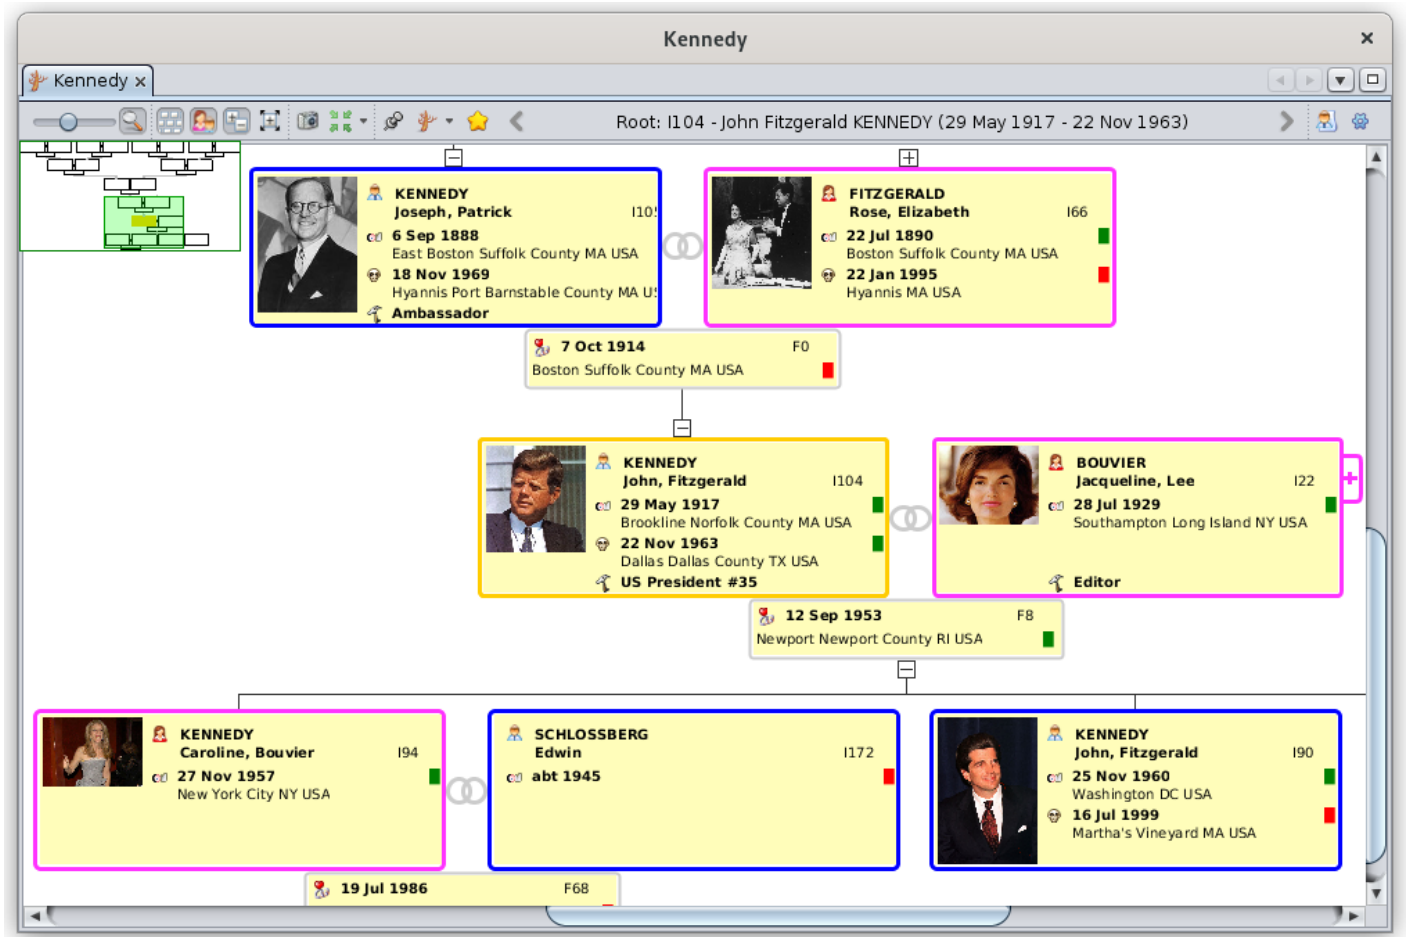 Kennedy
Kennedy
Root: I104 - John Fitzgerald KENNEDY (29 May 1917 - 22 Nov 1963)
KENNEDY
Joseph, Patrick I105
6 Sep 1888
East Boston Suffolk County MA USA
18 Nov 1969
Hyannis Port Barnstable County MA US
Ambassador
FITZGERALD
Rose, Elizabeth I66
22 Jul 1890
Boston Suffolk County MA USA
22 Jan 1995
Hyannis MA USA
7 Oct 1914 F0
Boston Suffolk County MA USA
KENNEDY
John, Fitzgerald I104
29 May 1917
Brookline Norfolk County MA USA
22 Nov 1963
Dallas Dallas County TX USA
US President #35
BOUVIER
Jacqueline, Lee I22
28 Jul 1929
Southampton Long Island NY USA
Editor
12 Sep 1953 F8
Newport Newport County RI USA
KENNEDY
Caroline, Bouvier I94
27 Nov 1957
New York City NY USA
SCHLOSSBERG
Edwin I172
abt 1945
KENNEDY
John, Fitzgerald I90
25 Nov 1960
Washington DC USA
16 Jul 1999
Martha's Vineyard MA USA
19 Jul 1986 F68